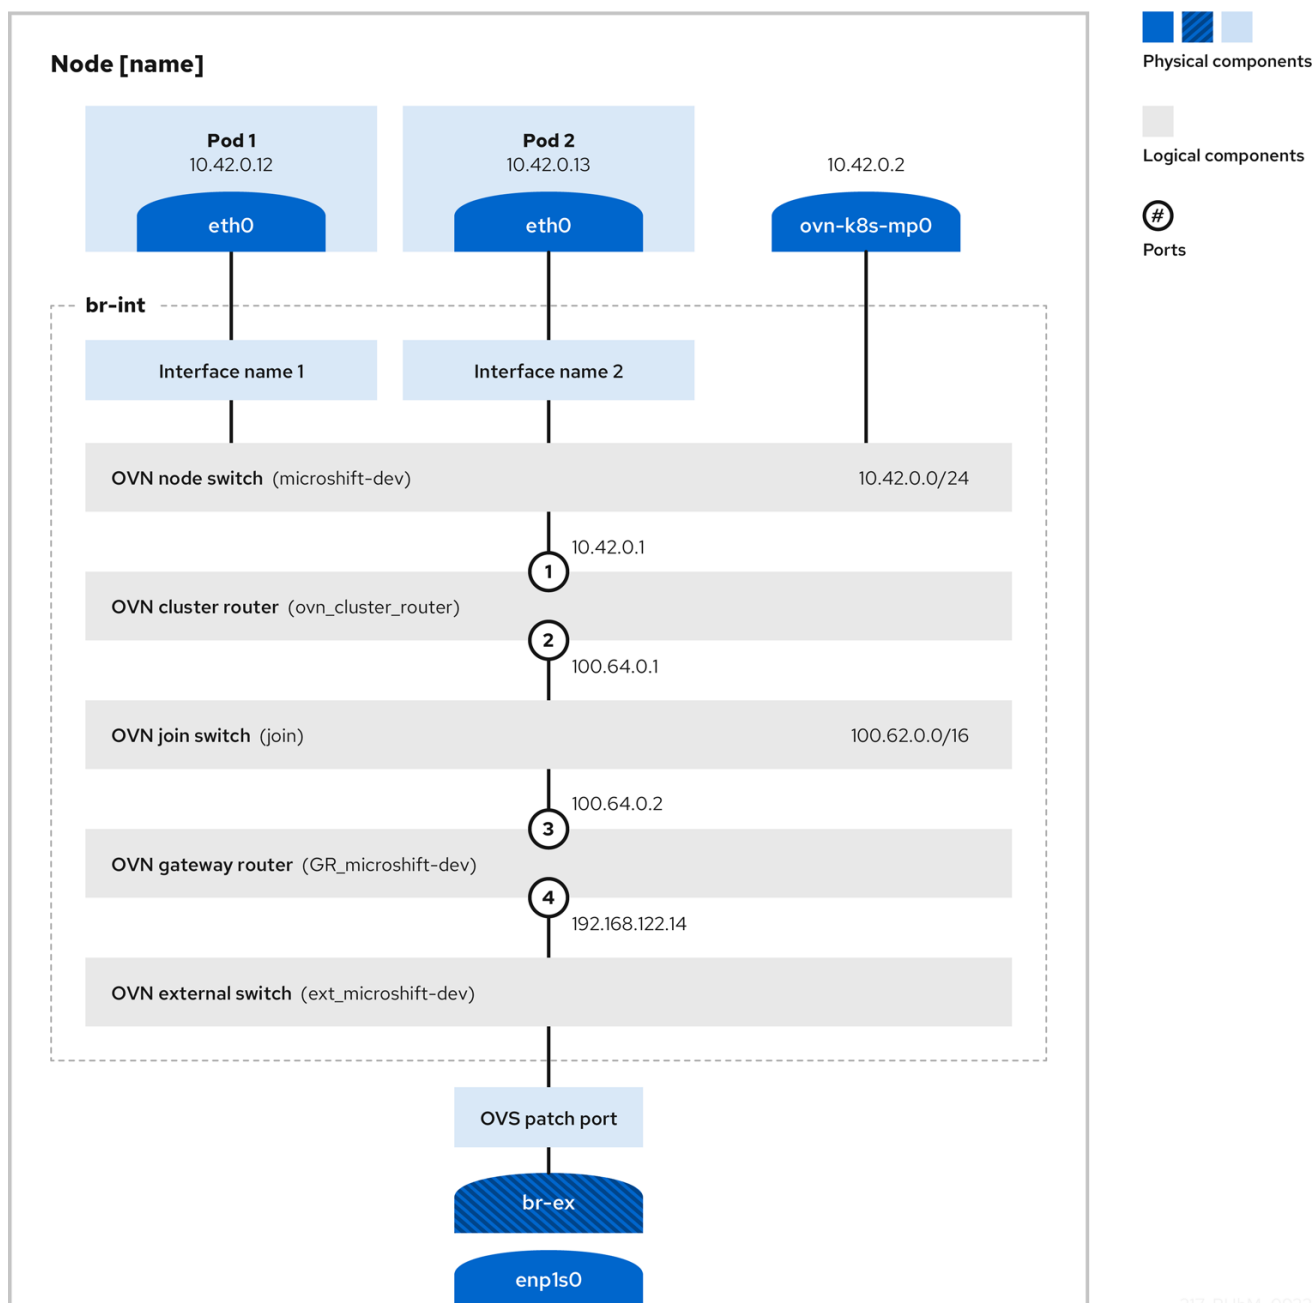 Node [name]
Physical components
Logical components
#
Ports
Pod 1
10.42.0.12
eth0
Pod 2
10.42.0.13
eth0
10.42.0.2
ovn-k8s-mp0
br-int
Interface name 1
Interface name 2
OVN node switch (microshift-dev) 10.42.0.0/24
10.42.0.1
1
OVN cluster router (ovn_cluster_router)
2
100.64.0.1
OVN join switch (join) 100.62.0.0/16
100.64.0.2
3
OVN gateway router (GR_microshift-dev)
4
192.168.122.14
OVN external switch (ext_microshift-dev)
OVS patch port
br-ex
enp1s0